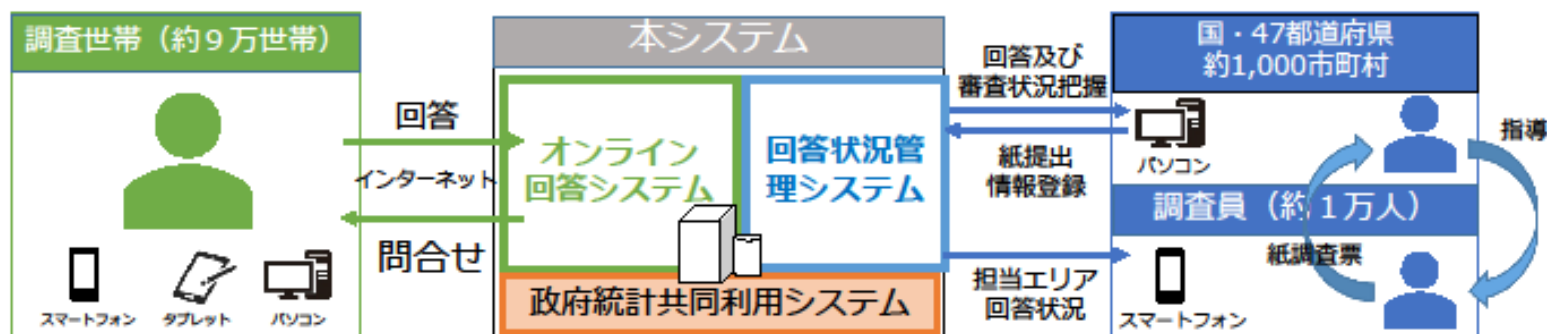 調査世帯（約９万世帯）
スマートフォン
タブレット
パソコン
回答
インターネット
問合せ
本システム
オンライン
回答システム
回答状況管
理システム
政府統計共同利用システム
回答及び
審査状況把握
紙提出
情報登録
担当エリア
回答状況
国・47都道府県
約1,000市町村
パソコン
指導
調査員（約１万人）
紙調査票
スマートフォン